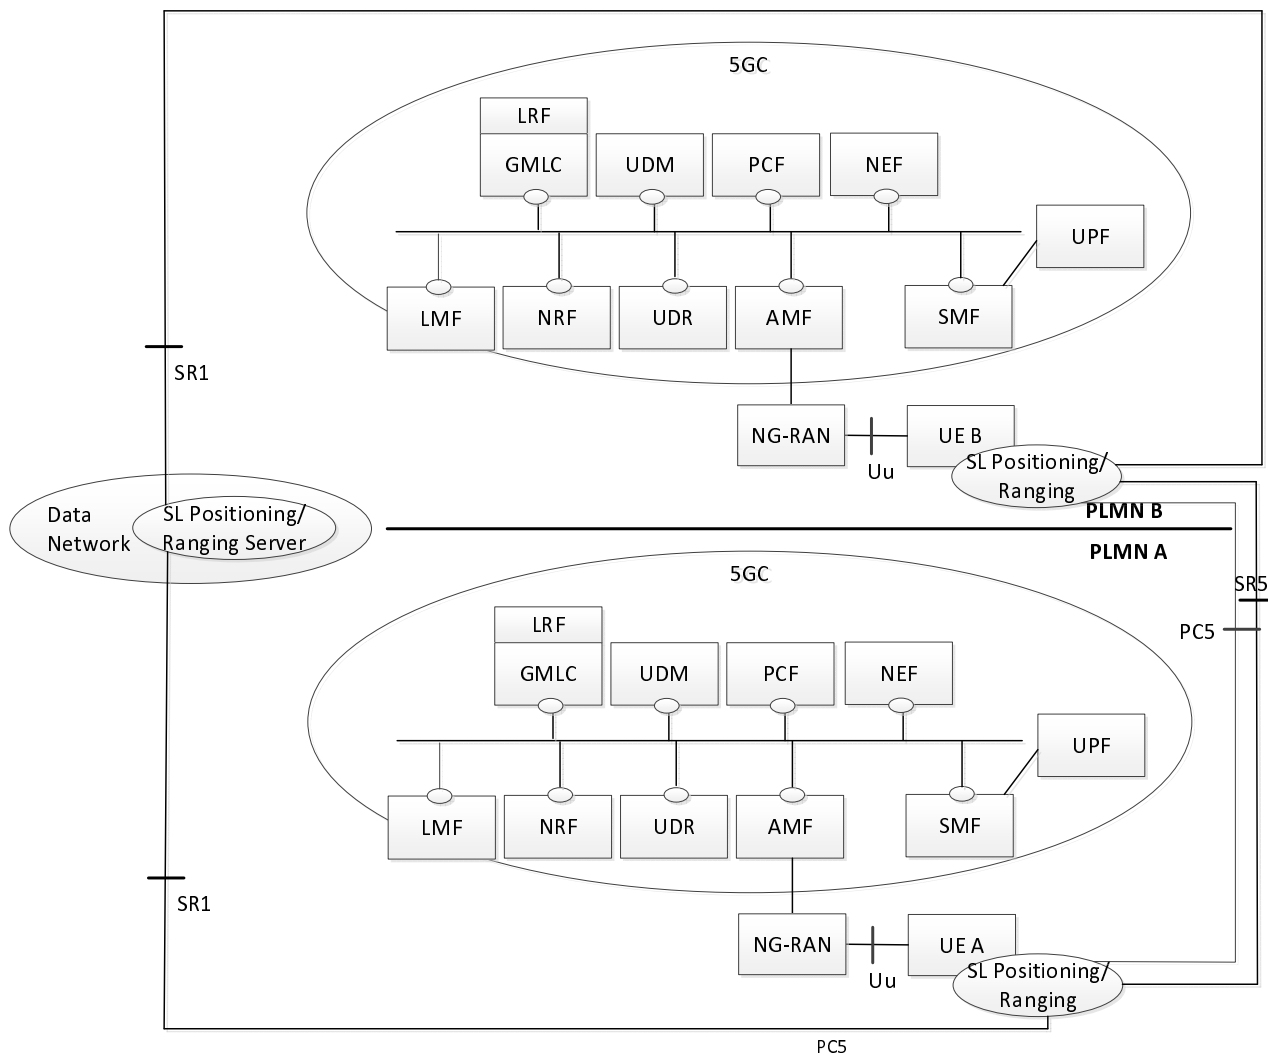 5GC
LRF
GMLC
UDM
PCF
NEF
UPF
LMF
NRF
UDR
AMF
SMF
SR1
NG-RAN
Uu
UE B
SL Positioning/
Ranging
Data
Network
SL Positioning/
Ranging Server
PLMN B
PLMN A
5GC
SR5
PC5
LRF
GMLC
UDM
PCF
NEF
UPF
LMF
NRF
UDR
AMF
SMF
SR1
NG-RAN
Uu
UE A
SL Positioning/
Ranging
PC5